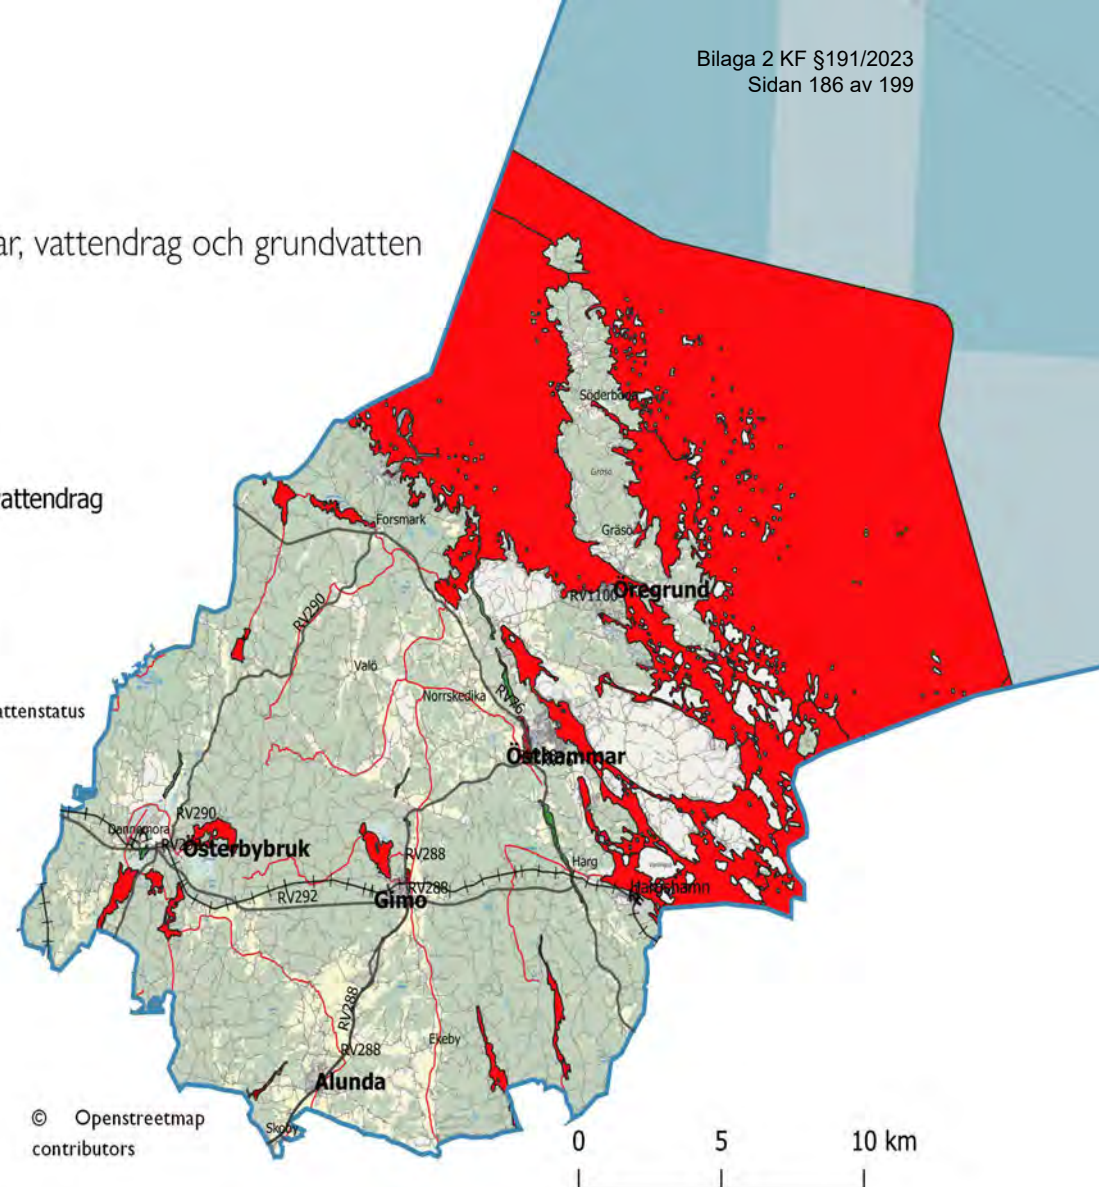 Bilaga 2 KF §191/2023
Sidan 186 av 199
ar, vattendrag och grundvatten
Söderboda
Gräsö
vattendrag
Forsmark
Gräsö
Öregrund
RV1100
RV290
Valö
Norrskedika
RV76
attenstatus
Östhammar
RV290
Dannemora
Österbybruk
RV288
Harg
RV288
Hargshamn
RV292
Gimo
RV288
Ekeby
RV288
Alunda
© Openstreetmap
contributors
Skoby
0 5 10 km